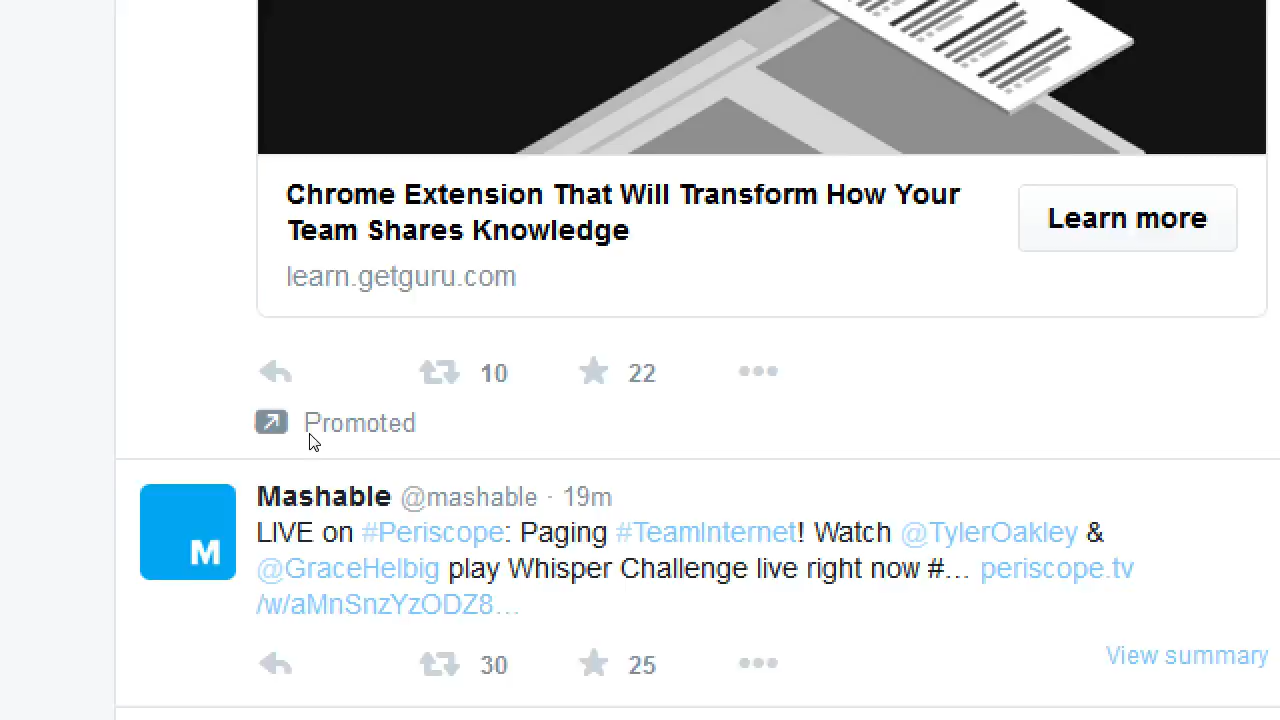 Chrome Extension That Will Transform How Your
Team Shares Knowledge
Learn more
learn.getguru.com
10
22
•••
Promoted
M
Mashable @mashable · 19m
LIVE on #Periscope: Paging #TeamInternet! Watch @TylerOakley &
@GraceHelbig play Whisper Challenge live right now #… periscope.tv
/w/aMnSnzYzODZ8…
30
25
•••
View summary